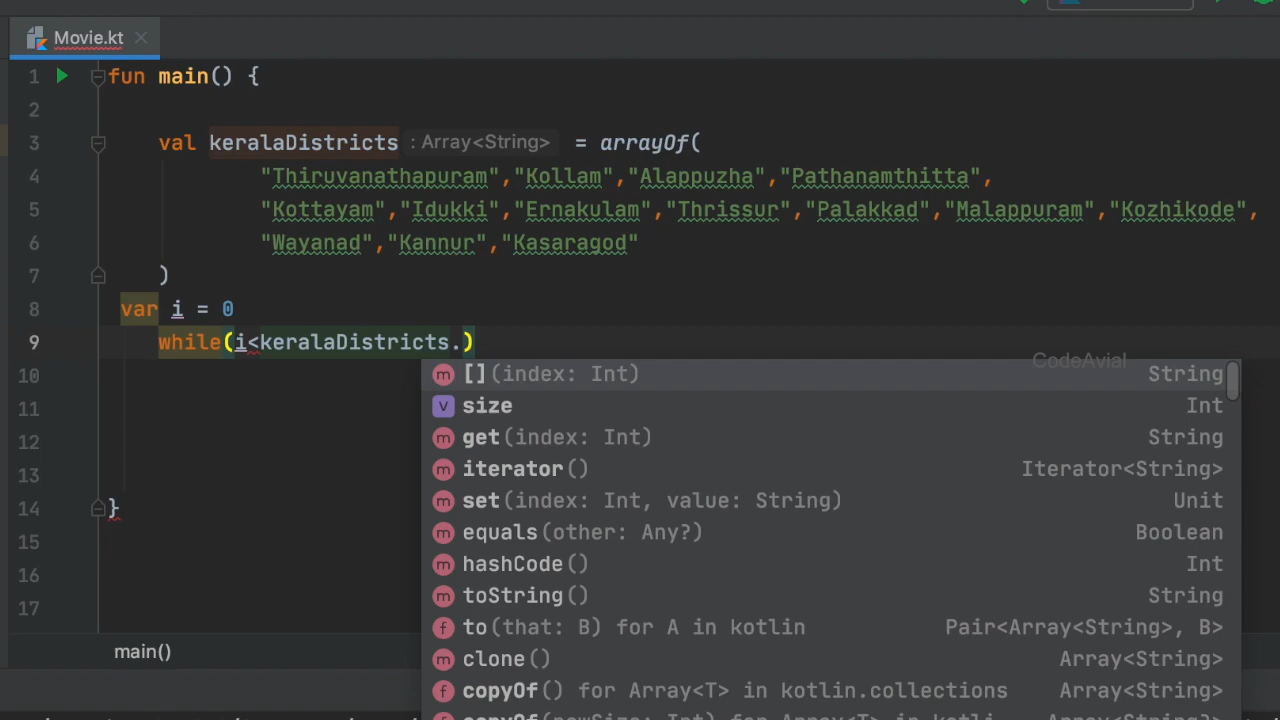 Movie.kt
1 fun main() {
2
3 val keralaDistricts : Array<String> = arrayOf(
4 "Thiruvanathapuram","Kollam","Alappuzha","Pathanamthitta",
5 "Kottayam","Idukki","Ernakulam","Thrissur","Palakkad","Malappuram","Kozhikode",
6 "Wayanad","Kannur","Kasaragod"
7 )
8 var i = 0
9 while(i<keralaDistricts.)
CodeAvial
10 [](index: Int) String
11 size Int
get(index: Int) String
12 iterator() Iterator<String>
13 set(index: Int, value: String) Unit
14 } equals(other: Any?) Boolean
15 hashCode() Int
16 toString() String
17 to(that: B) for A in kotlin Pair<Array<String>, B>
main() clone() Array<String>
copyOf() for Array<T> in kotlin.collections Array<String>